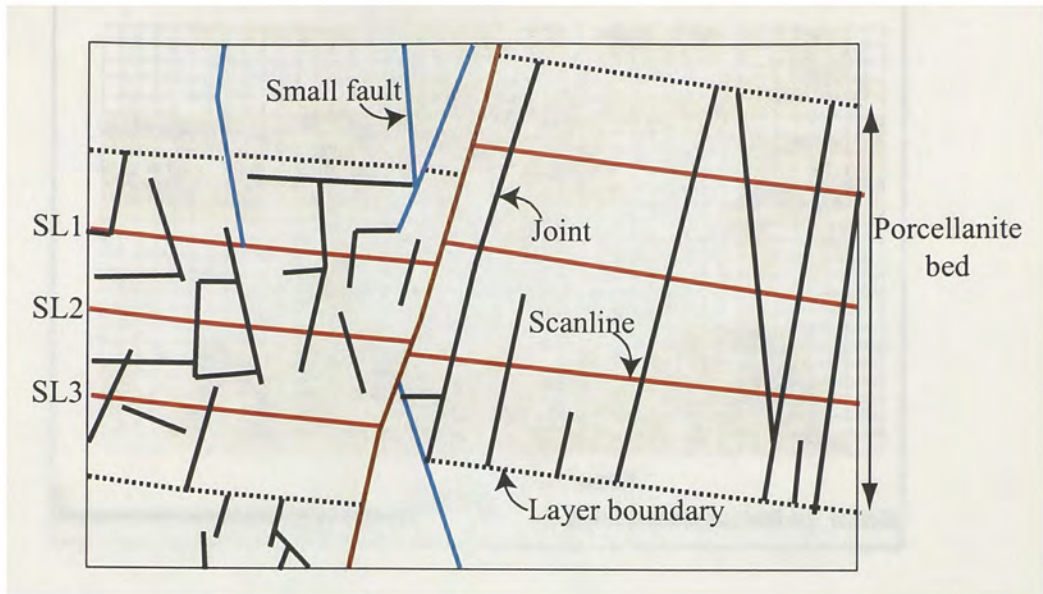 Small fault
SL1
Joint
Porcellanite
bed
SL2
Scanline
SL3
Layer boundary